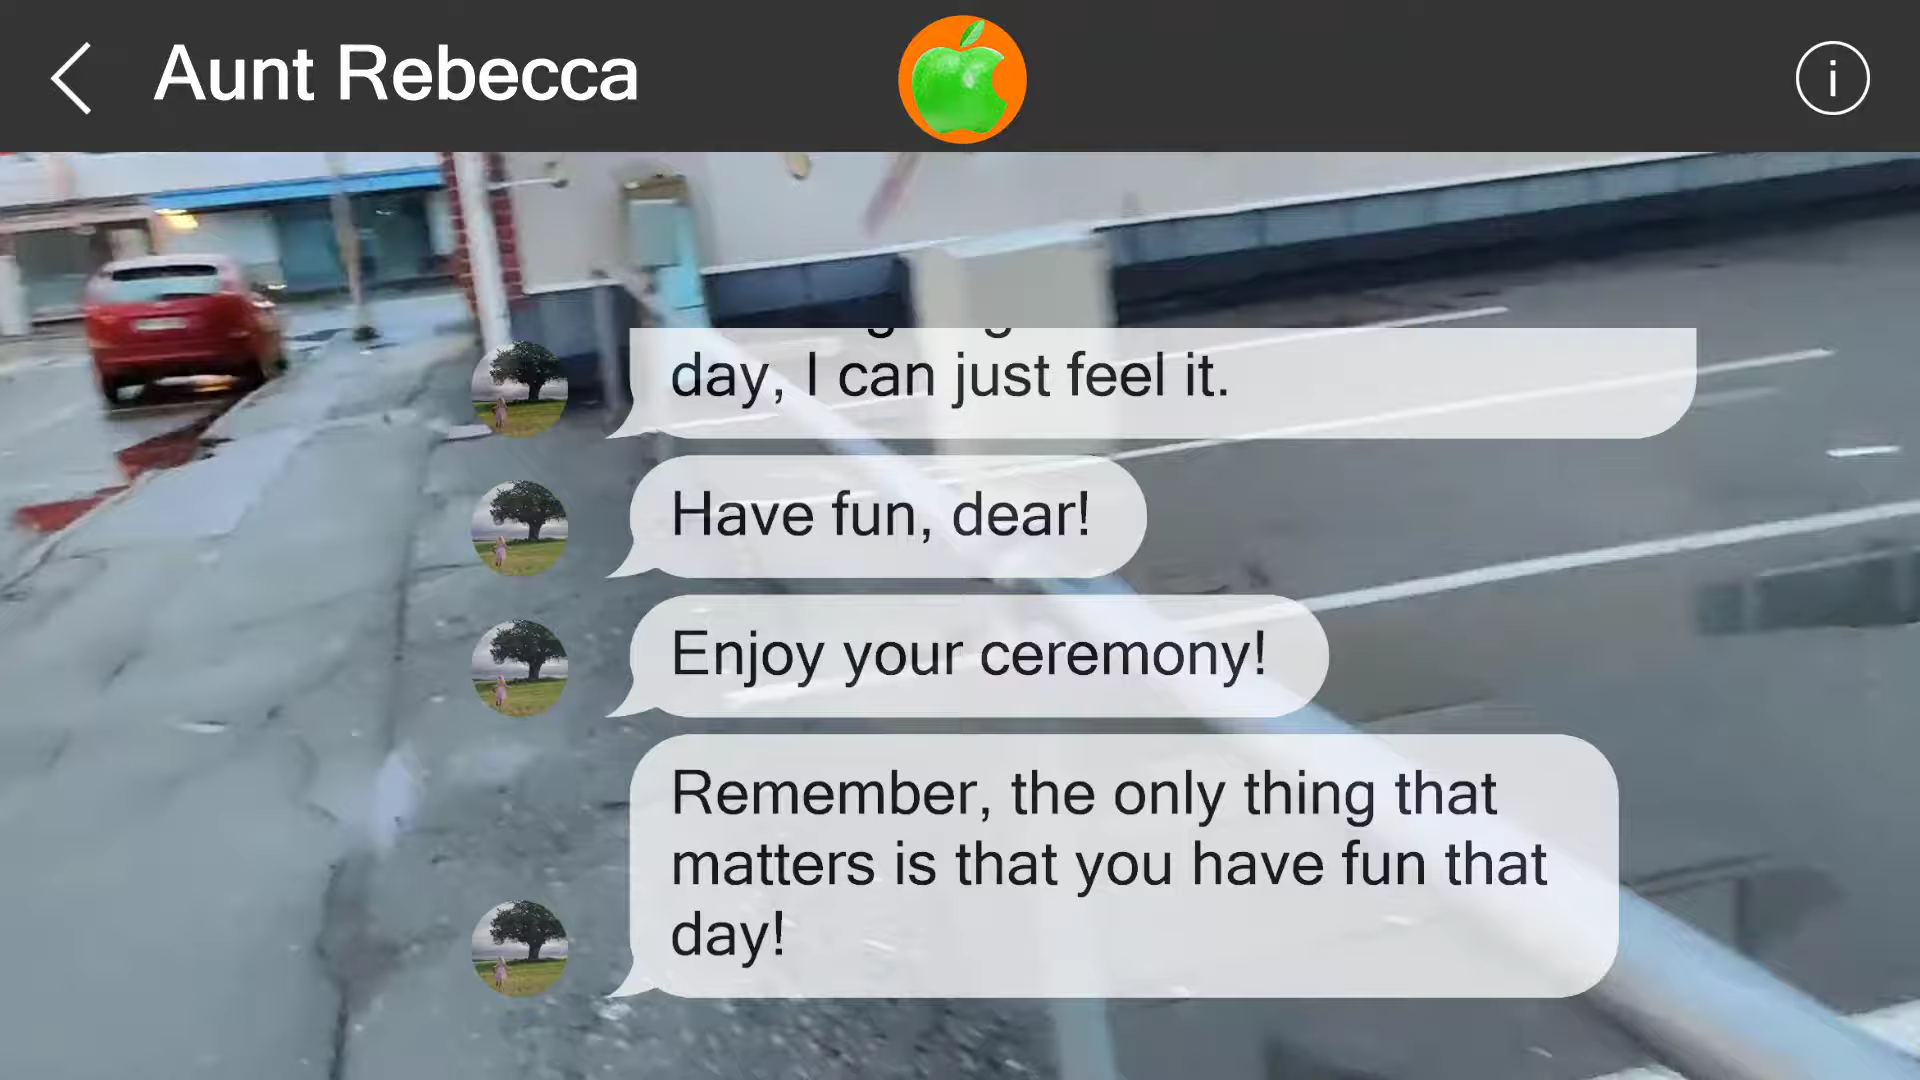 Aunt Rebecca
day, I can just feel it.
Have fun, dear!
Enjoy your ceremony!
Remember, the only thing that
matters is that you have fun that
day!